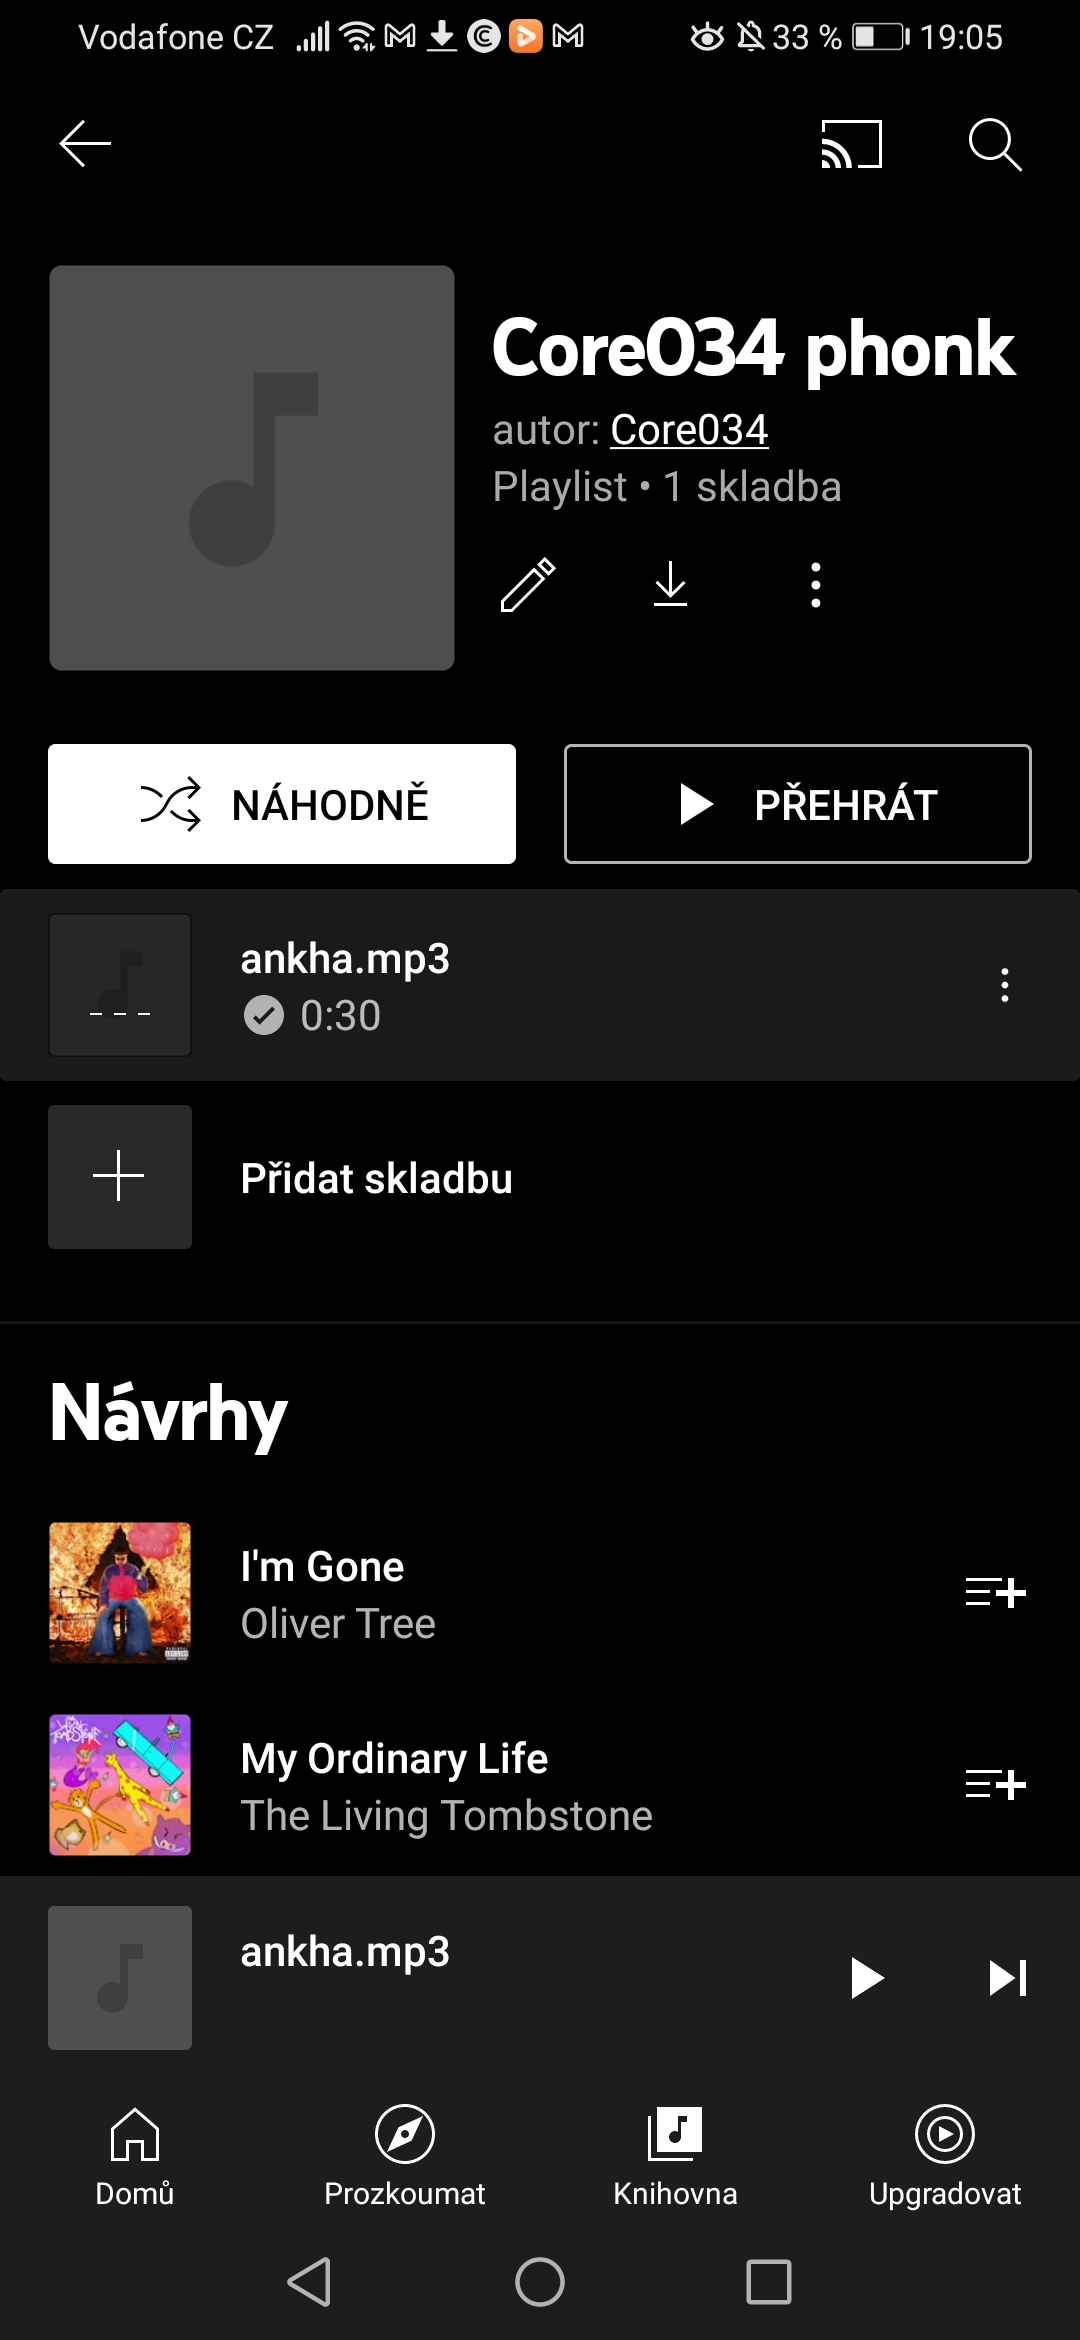 Vodafone CZ 33 % 19:05
Core034 phonk
autor: Core034
Playlist • 1 skladba
NÁHODNĚ PŘEHRÁT
ankha.mp3
0:30
Přidat skladbu
Návrhy
I'm Gone
Oliver Tree
My Ordinary Life
The Living Tombstone
ankha.mp3
Domů Prozkoumat Knihovna Upgradovat